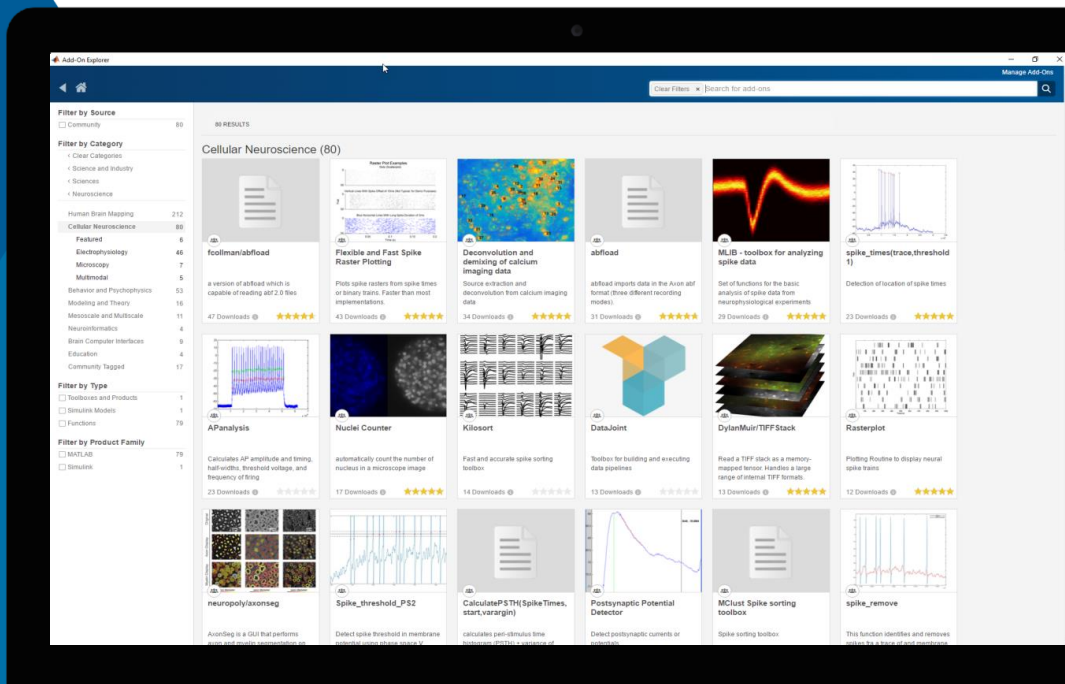 Add-On Explorer
Manage Add-Ons
Clear Filters × Search for add-ons
Filter by Source
Community 80
Filter by Category
‹ Clear Categories
‹ Science and Industry
‹ Sciences
‹ Neuroscience
Human Brain Mapping 212
Cellular Neuroscience 80
Featured 6
Electrophysiology 46
Microscopy 7
Multimodal 5
Behavior and Psychophysics 53
Modeling and Theory 16
Mesoscale and Multiscale 11
Neuroinformatics 4
Brain Computer Interfaces 9
Education 4
Community Tagged 17
Filter by Type
Toolboxes and Products 1
Simulink Models 1
Functions 79
Filter by Product Family
MATLAB 79
Simulink 1
80 RESULTS
Cellular Neuroscience (80)
fcollman/abfload
a version of abfload which is
capable of reading abf 2.0 files
47 Downloads
Raster Plot Examples
Flexible and Fast Spike
Raster Plotting
Plots spike rasters from spike times
or binary trains. Faster than most
implementations.
43 Downloads
Deconvolution and
demixing of calcium
imaging data
Source extraction and
deconvolution from calcium imaging
data
34 Downloads
abfload
abfload imports data in the Axon abf
format (three different recording
modes).
31 Downloads
MLIB - toolbox for analyzing
spike data
Set of functions for the basic
analysis of spike data from
neurophysiological experiments
29 Downloads
spike_times(trace,threshold
1)
Detection of location of spike times
23 Downloads
APanalysis
Calculates AP amplitude and timing,
half-widths, threshold voltage, and
frequency of firing
23 Downloads
Nuclei Counter
automatically count the number of
nucleus in a microscope image
17 Downloads
Kilosort
Fast and accurate spike sorting
toolbox
14 Downloads
DataJoint
Toolbox for building and executing
data pipelines
13 Downloads
DylanMuir/TIFFStack
Read a TIFF stack as a memory-
mapped tensor. Handles a large
range of internal TIFF formats.
13 Downloads
Rasterplot
Plotting Routine to display neural
spike trains
12 Downloads
neuropoly/axonseg
AxonSeg is a GUI that performs
axon and myelin segmentation on
Spike_threshold_PS2
Detect spike threshold in membrane
potential using phase space V
CalculatePSTH(SpikeTimes,
start,varargin)
calculates peri-stimulus time
histogram (PSTH) + variance of
Postsynaptic Potential
Detector
Detect postsynaptic currents or
potentials
MClust Spike sorting
toolbox
Spike sorting toolbox
spike_remove
This function identifies and removes
spikes fra a trace of and membrane